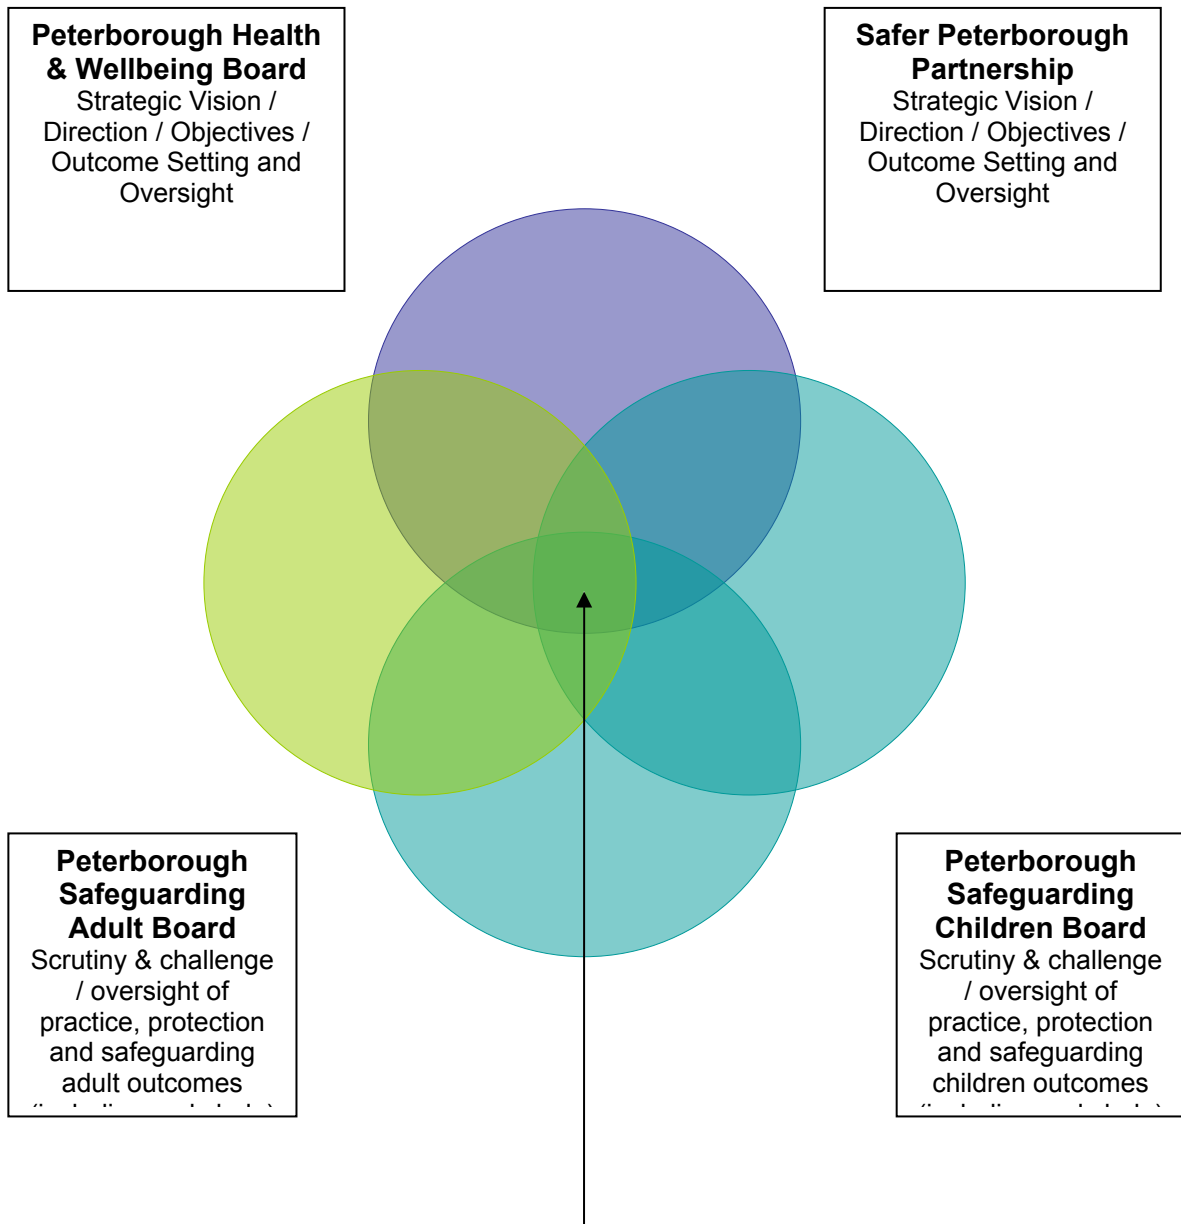 Peterborough Health
& Wellbeing Board
Strategic Vision /
Direction / Objectives /
Outcome Setting and
Oversight
Safer Peterborough
Partnership
Strategic Vision /
Direction / Objectives /
Outcome Setting and
Oversight
Peterborough
Safeguarding
Adult Board
Scrutiny & challenge
/ oversight of
practice, protection
and safeguarding
adult outcomes
Peterborough
Safeguarding
Children Board
Scrutiny & challenge
/ oversight of
practice, protection
and safeguarding
children outcomes